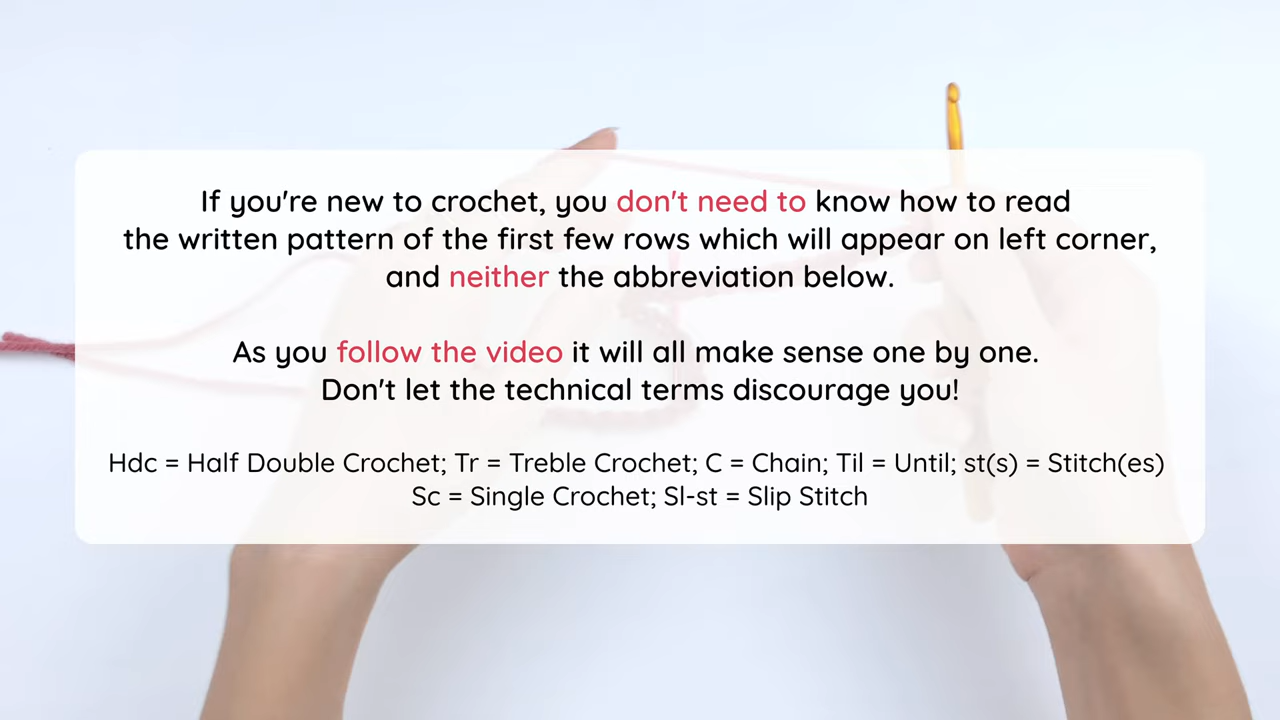 If you're new to crochet, you don't need to know how to read
the written pattern of the first few rows which will appear on left corner,
and neither the abbreviation below.
As you follow the video it will all make sense one by one.
Don't let the technical terms discourage you!
Hdc = Half Double Crochet; Tr = Treble Crochet; C = Chain; Til = Until; st(s) = Stitch(es)
Sc = Single Crochet; Sl-st = Slip Stitch